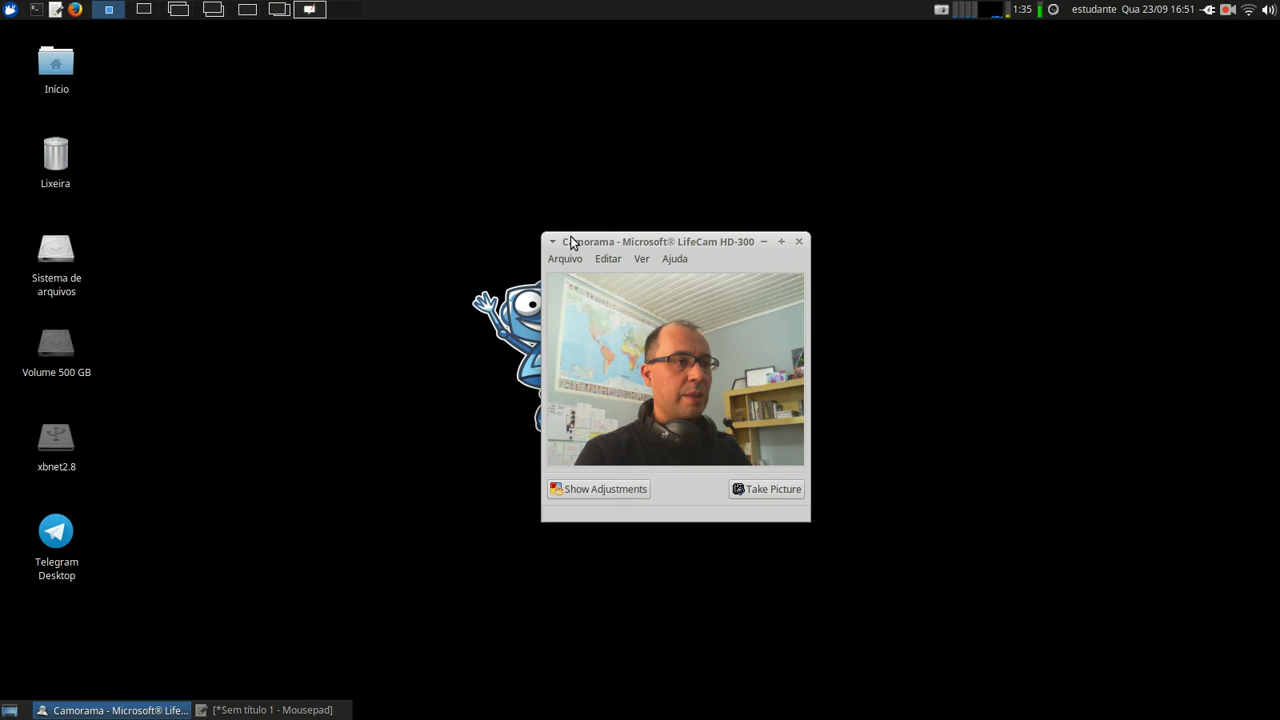 1:35
estudante Qua 23/09 16:51
Início
Lixeira
Sistema de
arquivos
Volume 500 GB
xbnet2.8
Telegram
Desktop
Camorama - Microsoft® LifeCam HD-300
Arquivo Editar Ver Ajuda
Show Adjustments
Take Picture
Camorama - Microsoft® Life...
[*Sem título 1 - Mousepad]